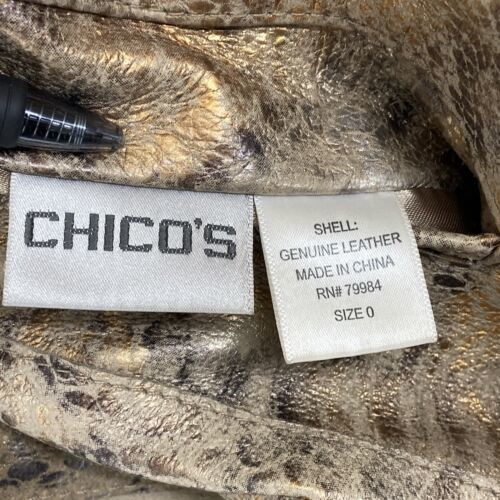 CHICO'S
SHELL:
GENUINE LEATHER
MADE IN CHINA
RN# 79984
SIZE 0